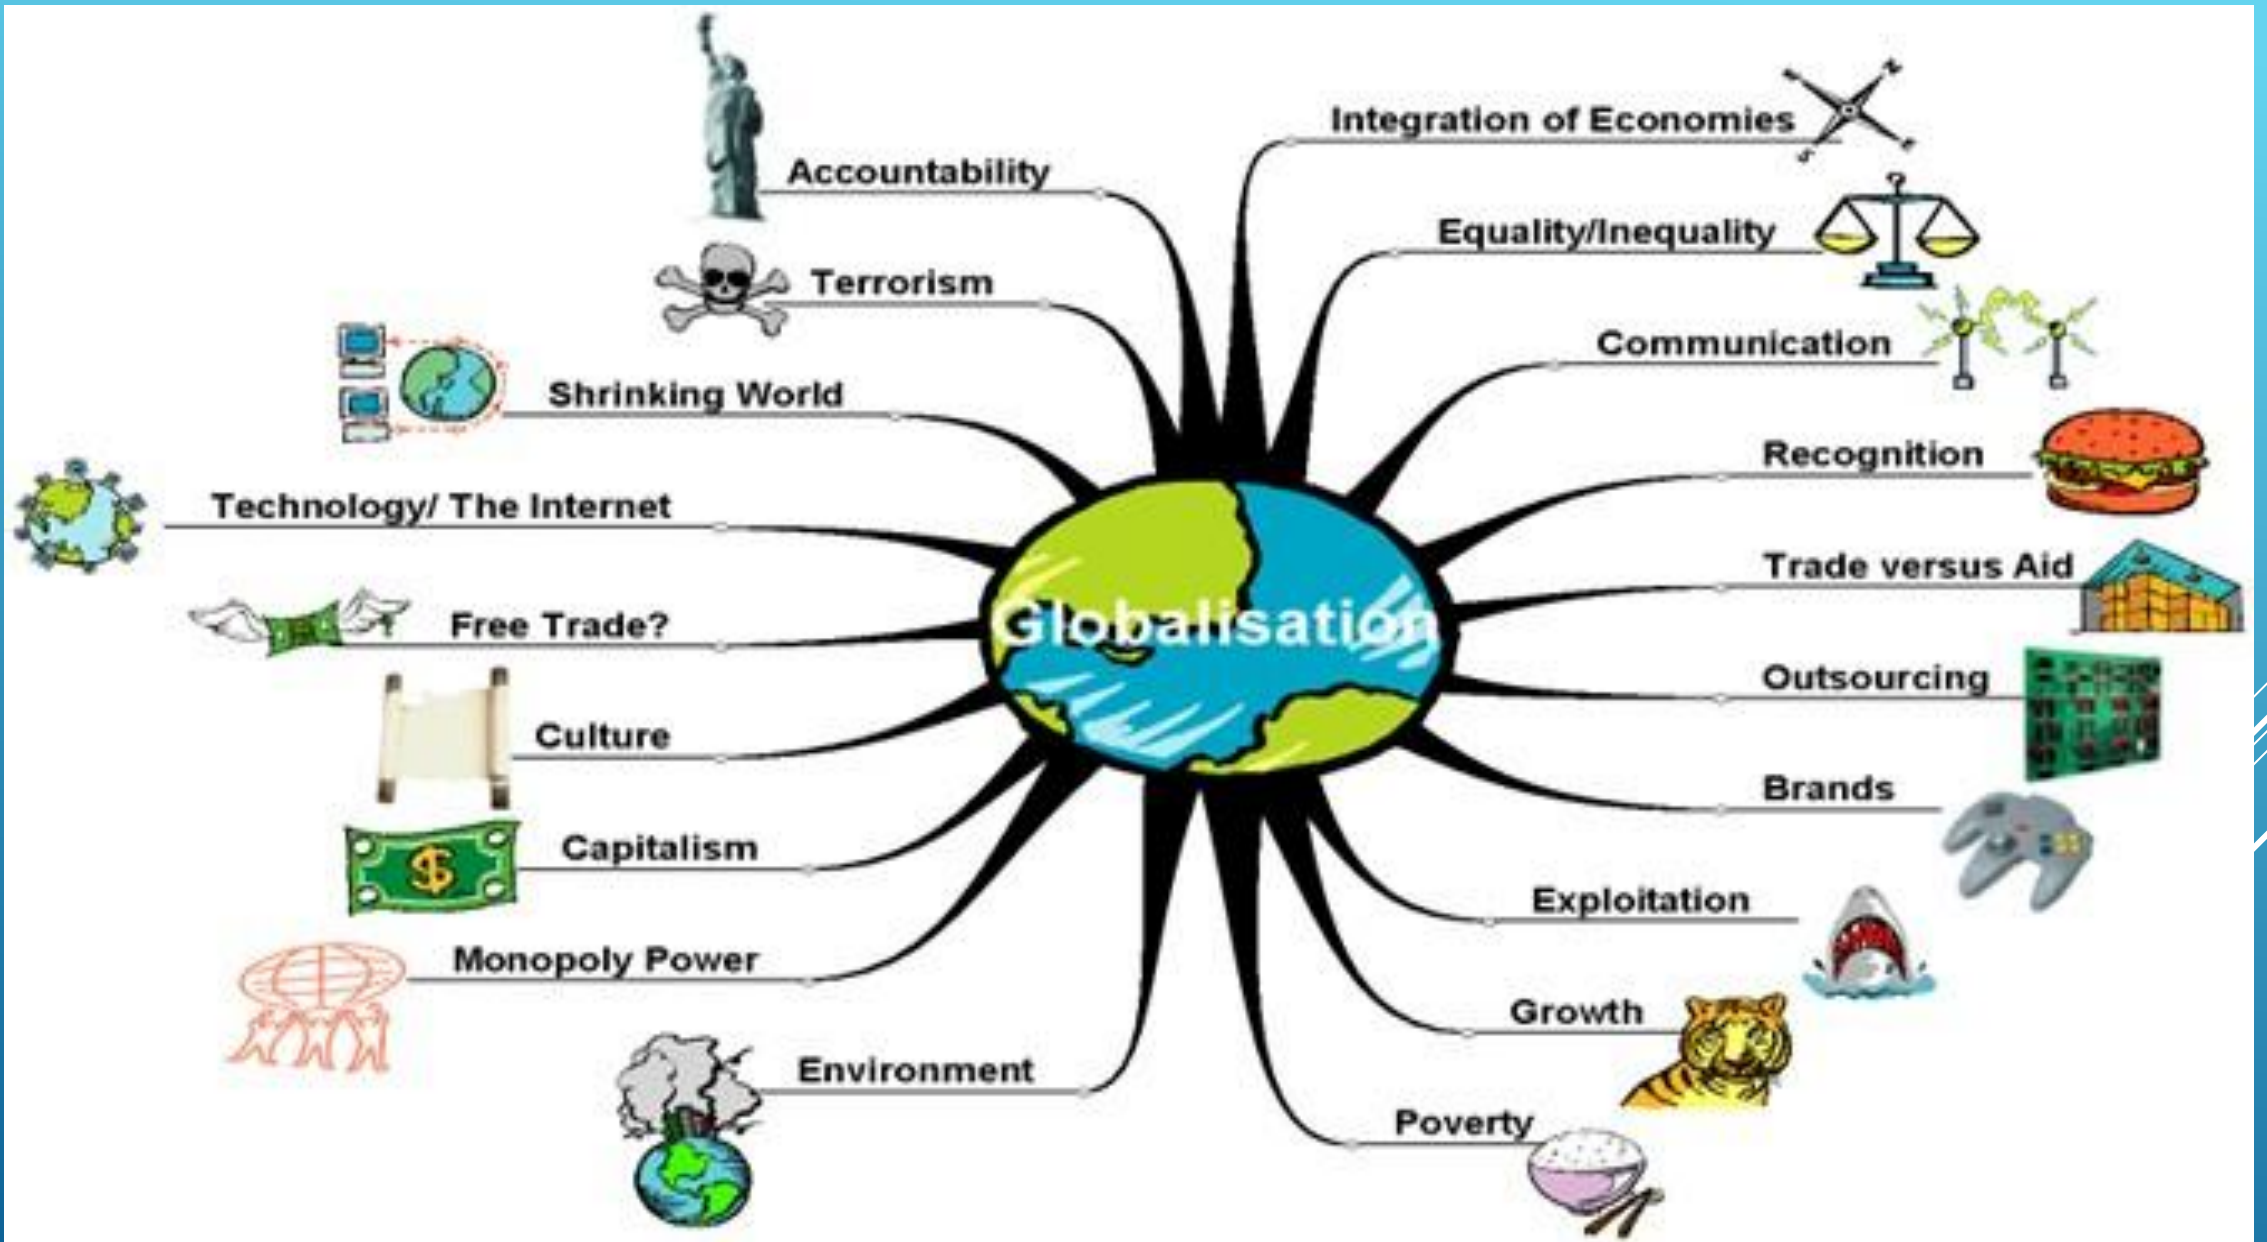 Globalisation
Integration of Economies
Equality/Inequality
Communication
Recognition
Trade versus Aid
Outsourcing
Brands
Exploitation
Growth
Poverty
Environment
Monopoly Power
Capitalism
$
Culture
Free Trade?
Technology/ The Internet
Shrinking World
Terrorism
Accountability